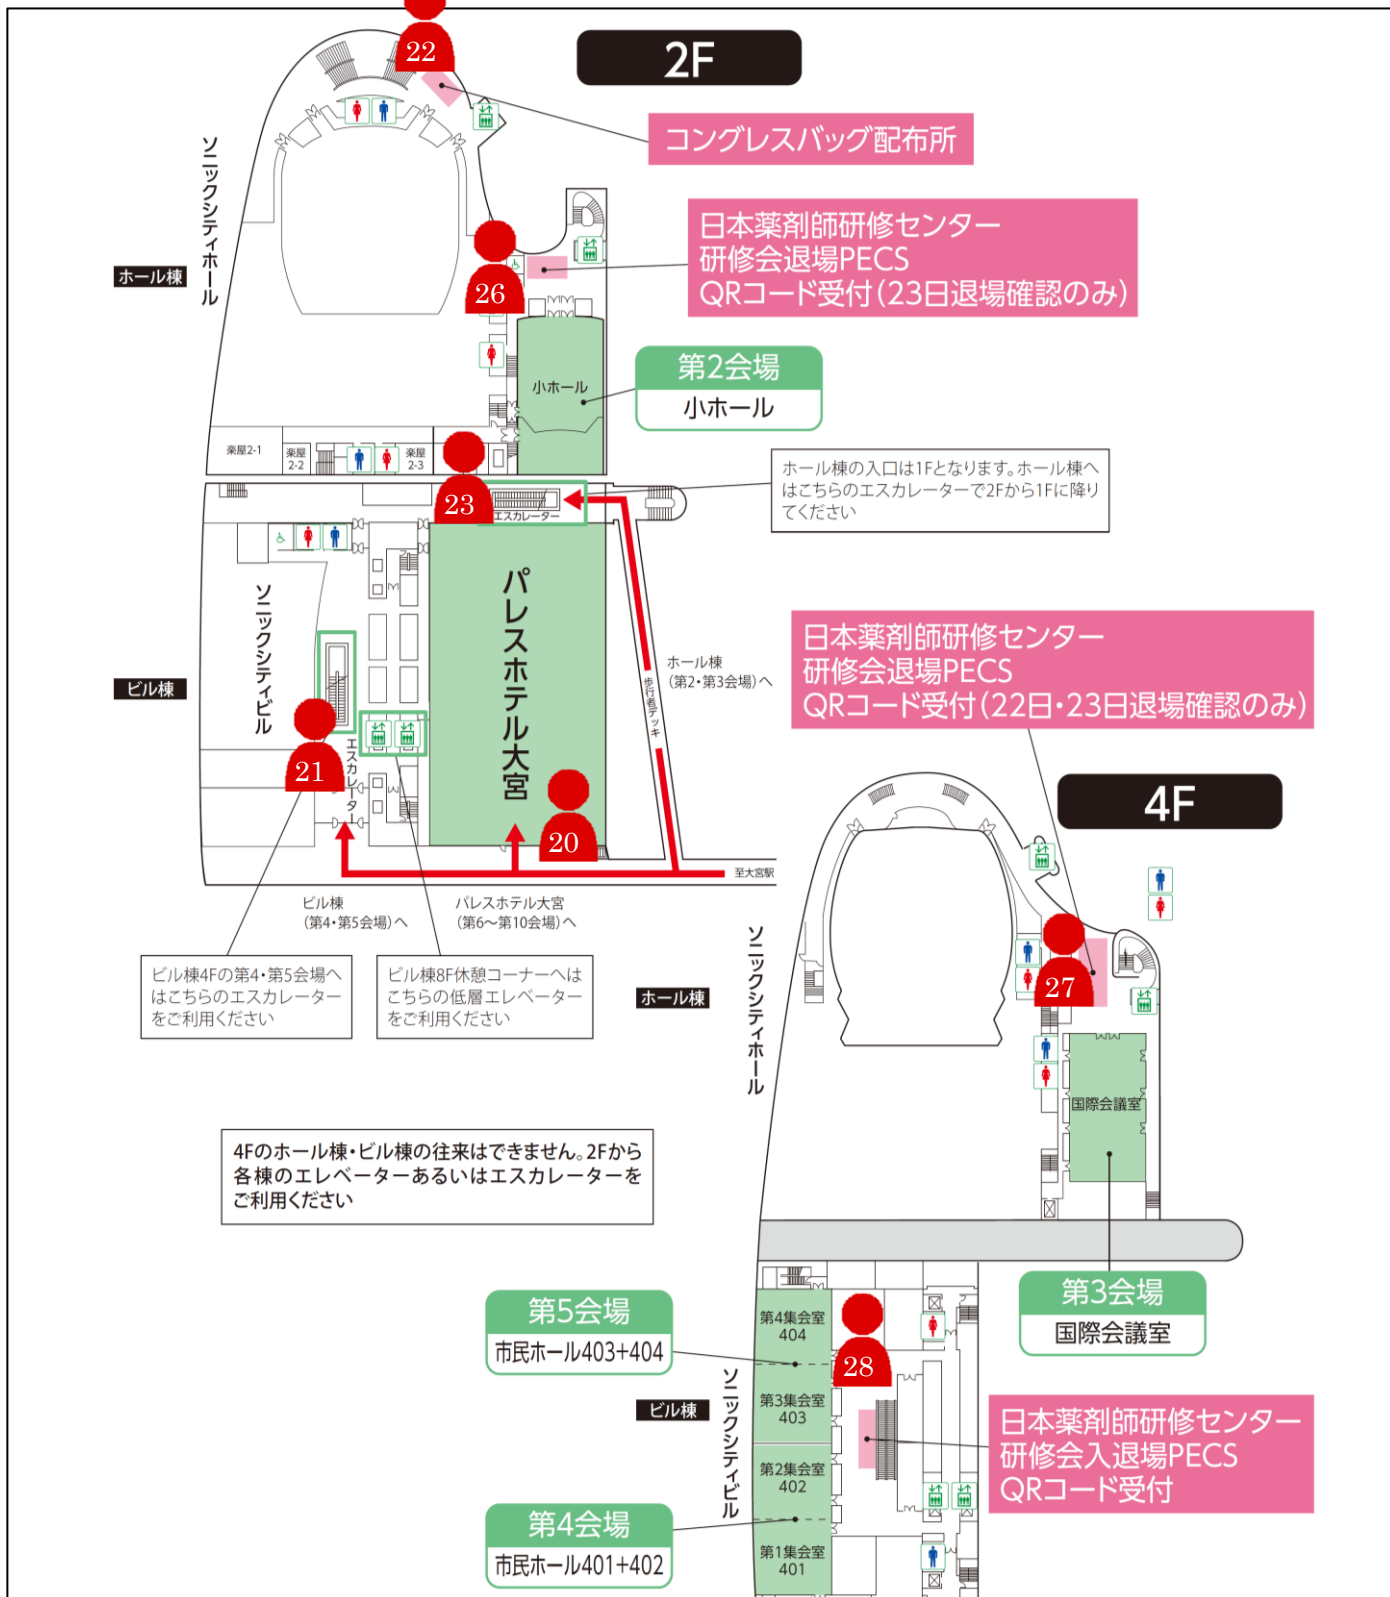 22
2F
コングレスバッグ配布所
ソニックシティホール
日本薬剤師研修センター
研修会退場PECS
QRコード受付（23日退場確認のみ）
ホール棟
26
第2会場
小ホール
小ホール
楽屋2-1
楽屋
2-2
楽屋
2-3
23
エスカレーター
ホール棟の入口は1Fとなります。ホール棟へ
はこちらのエスカレーターで2Fから1Fに降り
てください
ソニックシティビル
パレスホテル大宮
日本薬剤師研修センター
研修会退場PECS
QRコード受付（22日・23日退場確認のみ）
ホール棟
（第2・第3会場）へ
歩行者デッキ
ビル棟
21
エスカレーター
20
至大宮駅
ビル棟
（第4・第5会場）へ
パレスホテル大宮
（第6～第10会場）へ
ビル棟4Fの第4・第5会場へ
はこちらのエスカレーター
をご利用ください
ビル棟8F休憩コーナーへは
こちらの低層エレベーター
をご利用ください
4F
ソニックシティホール
ホール棟
27
国際会議室
4Fのホール棟・ビル棟の往来はできません。2Fから
各棟のエレベーターあるいはエスカレーターを
ご利用ください
第3会場
国際会議室
第5会場
市民ホール403+404
第4集会室
404
28
第3集会室
403
ソニックシティビル
ビル棟
日本薬剤師研修センター
研修会入退場PECS
QRコード受付
第2集会室
402
第4会場
市民ホール401+402
第1集会室
401